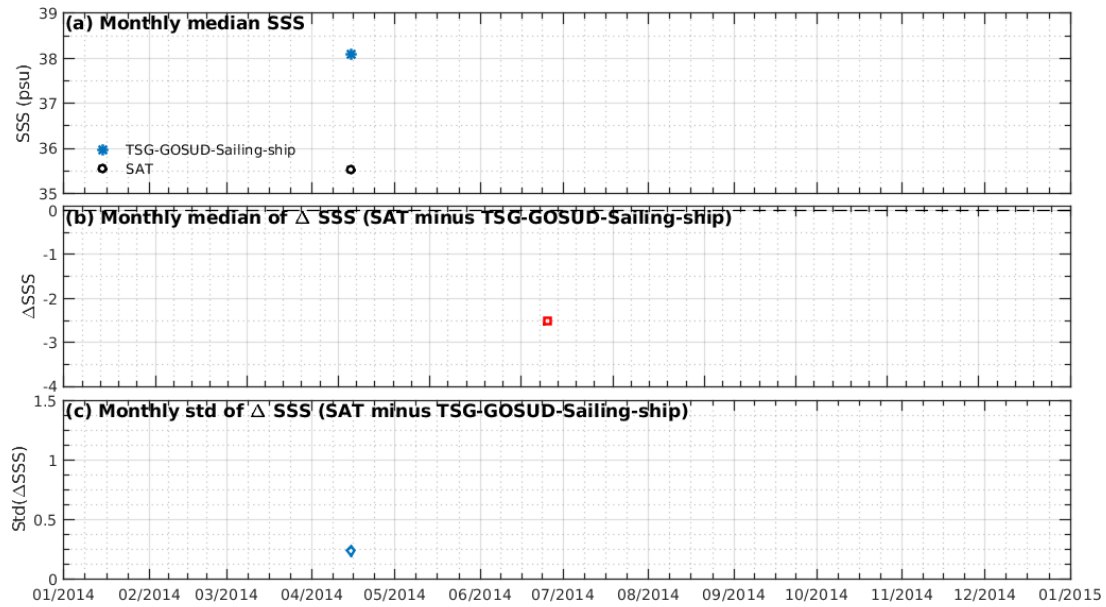 (a) Monthly median SSS
39
38
37
36
35
SSS (psu)
TSG-GOSUD-Sailing-ship
SAT
(b) Monthly median of Δ SSS (SAT minus TSG-GOSUD-Sailing-ship)
0
-1
-2
-3
-4
ΔSSS
(c) Monthly std of Δ SSS (SAT minus TSG-GOSUD-Sailing-ship)
1.5
1
0.5
0
Std(ΔSSS)
01/2014 02/2014 03/2014 04/2014 05/2014 06/2014 07/2014 08/2014 09/2014 10/2014 11/2014 12/2014 01/2015